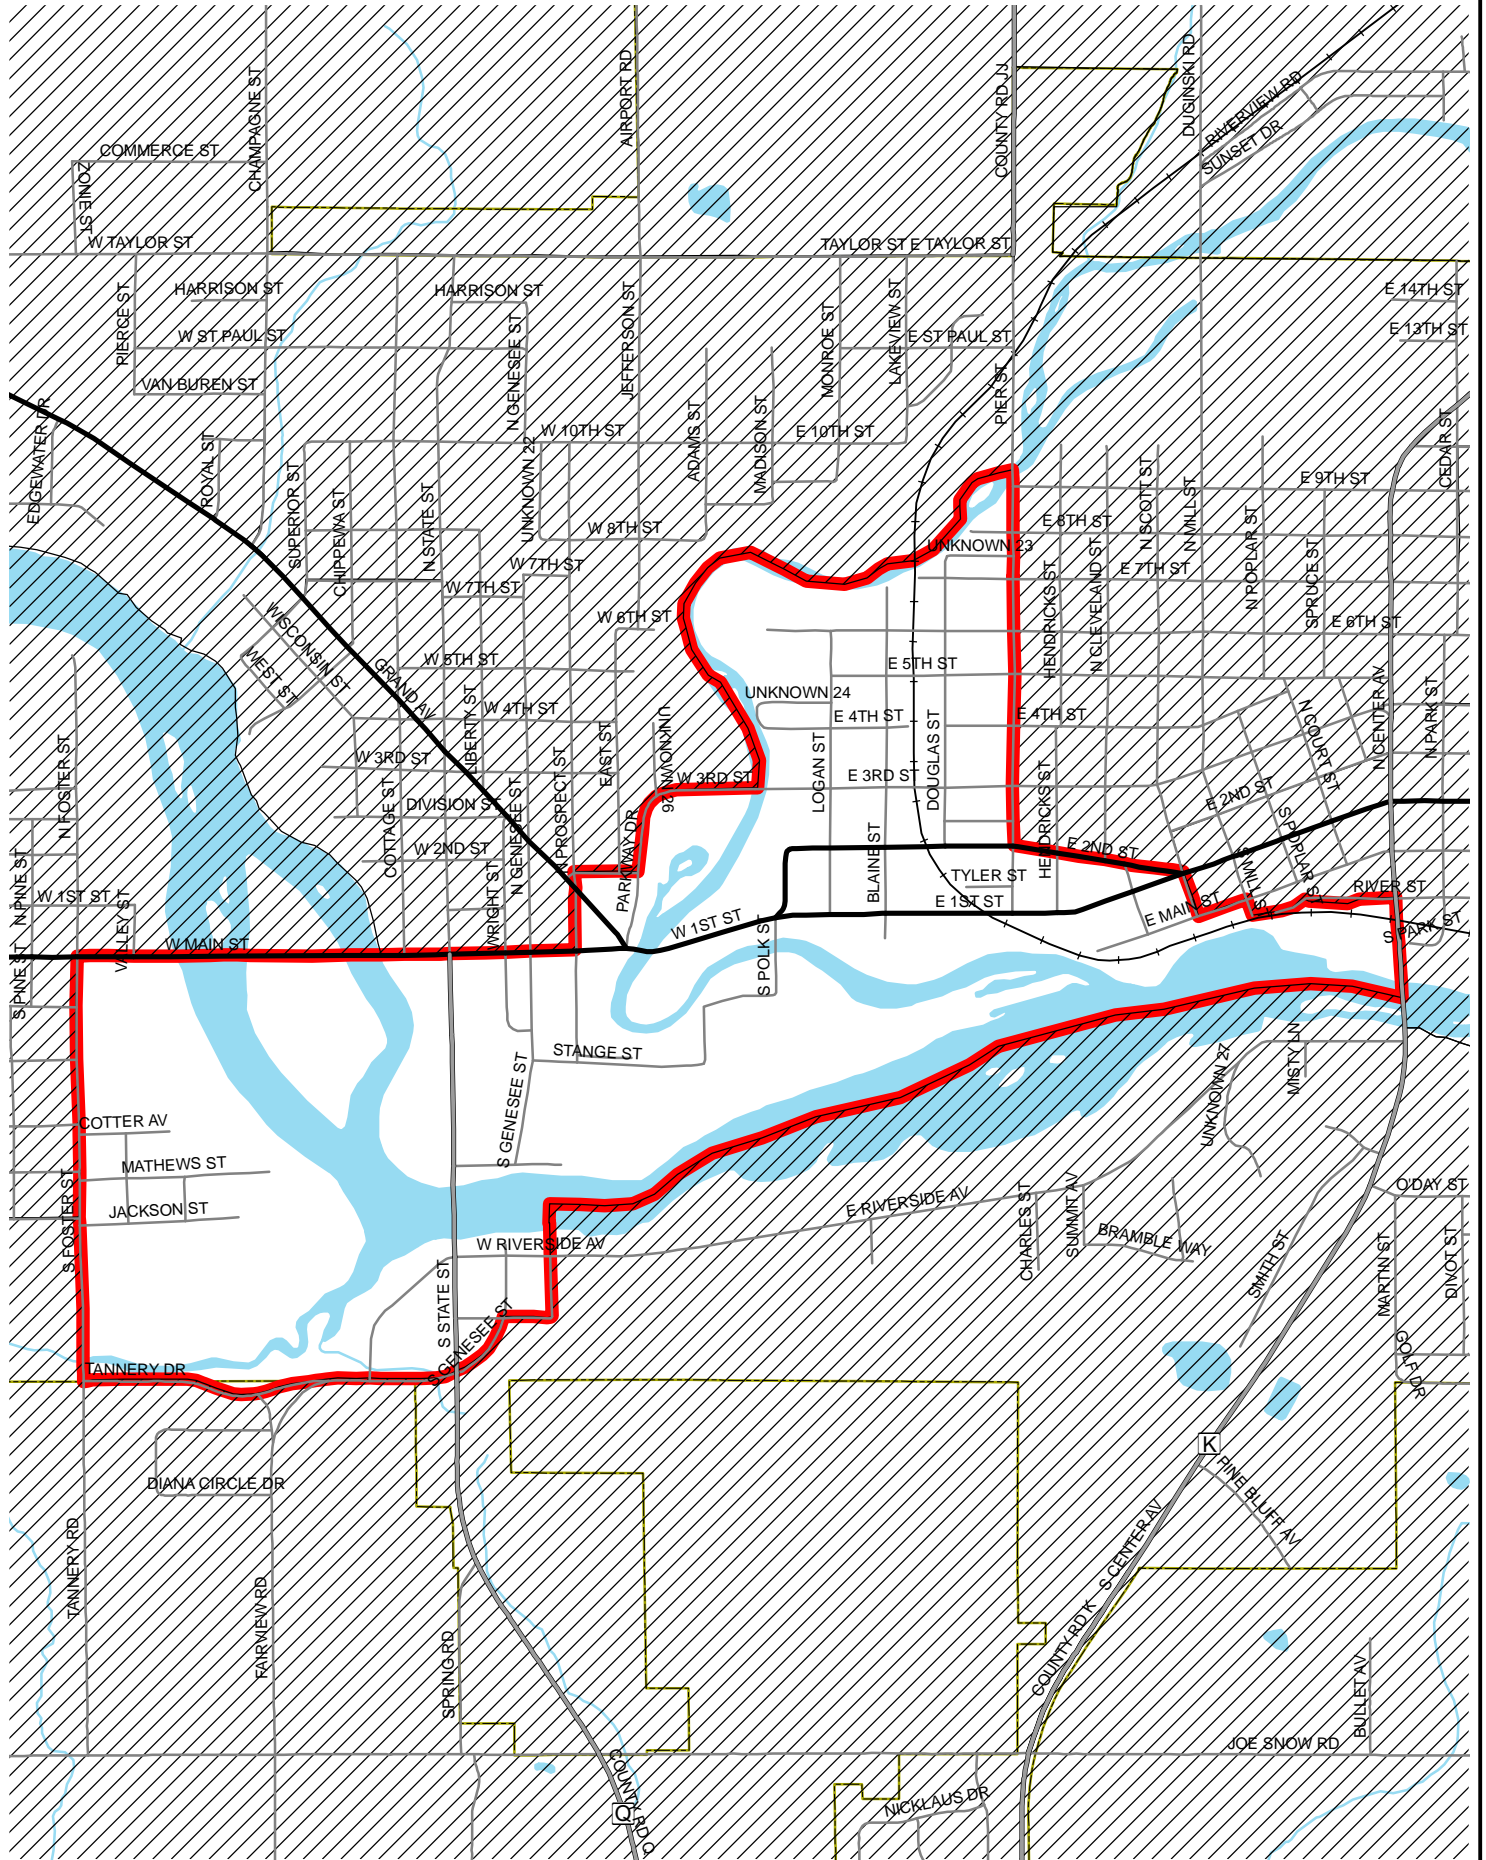 CHAMPAGNE ST
AIRPORT RD
COUNTY RD JJ
DUGINSKI RD
RIVERVIEW RD
SUNSET DR
COMMERCE ST
ZONIE ST
W TAYLOR ST
TAYLOR ST
E TAYLOR ST
PIERCE ST
HARRISON ST
HARRISON ST
W ST PAUL ST
VAN BUREN ST
N GENESEE ST
JEFFERSON ST
MONROE ST
LAKEVIEW ST
E ST PAUL ST
PIER ST
E 14TH ST
E 13TH ST
EDGEWATER DR
ROYAL ST
SUPERIOR ST
CHIPPEWA ST
N STATE ST
UNKNOWN 22
W 10TH ST
ADAMS ST
MADISON ST
E 10TH ST
CEDAR ST
E 9TH ST
W 8TH ST
E 8TH ST
N SCOTT ST
N MILL ST
N POPLAR ST
SPRUCE ST
UNKNOWN 23
W 7TH ST
W 7TH ST
E 7TH ST
HENDRICKS ST
N CLEVELAND ST
W 6TH ST
E 6TH ST
WISCONSIN ST
WEST ST
GRAND AV
W 5TH ST
E 5TH ST
UNKNOWN 24
W 4TH ST
E 4TH ST
E 4TH ST
LIBERTY ST
EAST ST
UNKNOWN 26
N COURT ST
N CENTER AV
N PARK ST
N FOSTER ST
W 3RD ST
W 3RD ST
E 3RD ST
LOGAN ST
DOUGLAS ST
DIVISION ST
COTTAGE ST
N PROSPECT ST
PARKWAY DR
HENDRICKS ST
E 2ND ST
E 2ND ST
S POPLAR ST
S MILL ST
W 2ND ST
N GENESEE ST
WRIGHT ST
BLAINE ST
TYLER ST
E 1ST ST
RIVER ST
E MAIN ST
S PARK ST
N PINE ST
W 1ST ST
VALLEY ST
W MAIN ST
W 1ST ST
S POLK ST
S PINE ST
STANGE ST
S GENESEE ST
UNKNOWN 27
MISTY LN
COTTER AV
MATHEWS ST
JACKSON ST
S FOSTER ST
E RIVERSIDE AV
W RIVERSIDE AV
CHARLES ST
SUMMIT AV
BRAMBLE WAY
SMITH ST
O'DAY ST
MARTIN ST
DIVOT ST
GOLF DR
S STATE ST
S GENESEE ST
TANNERY DR
DIANA CIRCLE DR
TANNERY RD
FAIRVIEW RD
SPRING RD
K
PINE BLUFF AV
S CENTER AV
COUNTY RD K
BULLET AV
JOE SNOW RD
NICKLAUS DR
COUNTY RD Q
Q